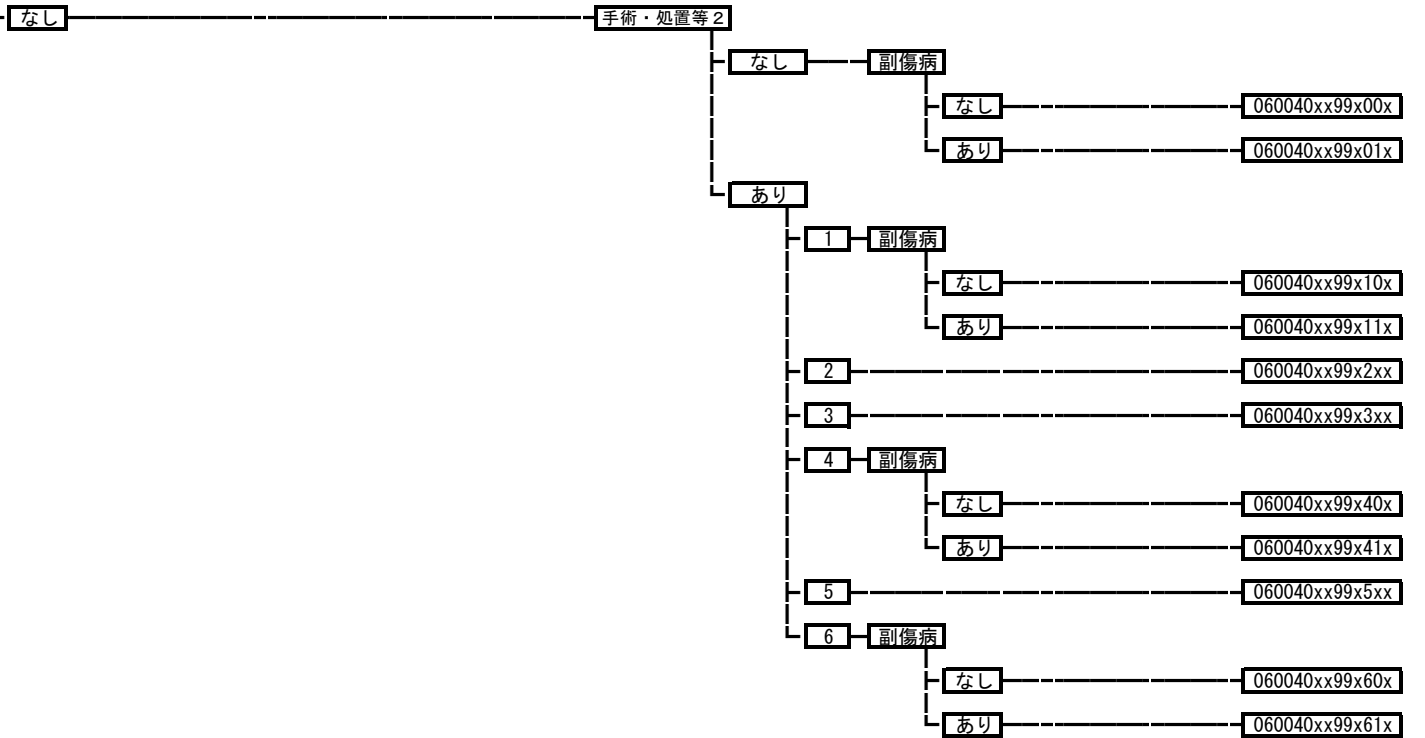 なし 手術・処置等２
なし 副傷病
なし 060040xx99x00x
あり 060040xx99x01x
あり
1 副傷病
なし 060040xx99x10x
あり 060040xx99x11x
2 060040xx99x2xx
3 060040xx99x3xx
4 副傷病
なし 060040xx99x40x
あり 060040xx99x41x
5 060040xx99x5xx
6 副傷病
なし 060040xx99x60x
あり 060040xx99x61x